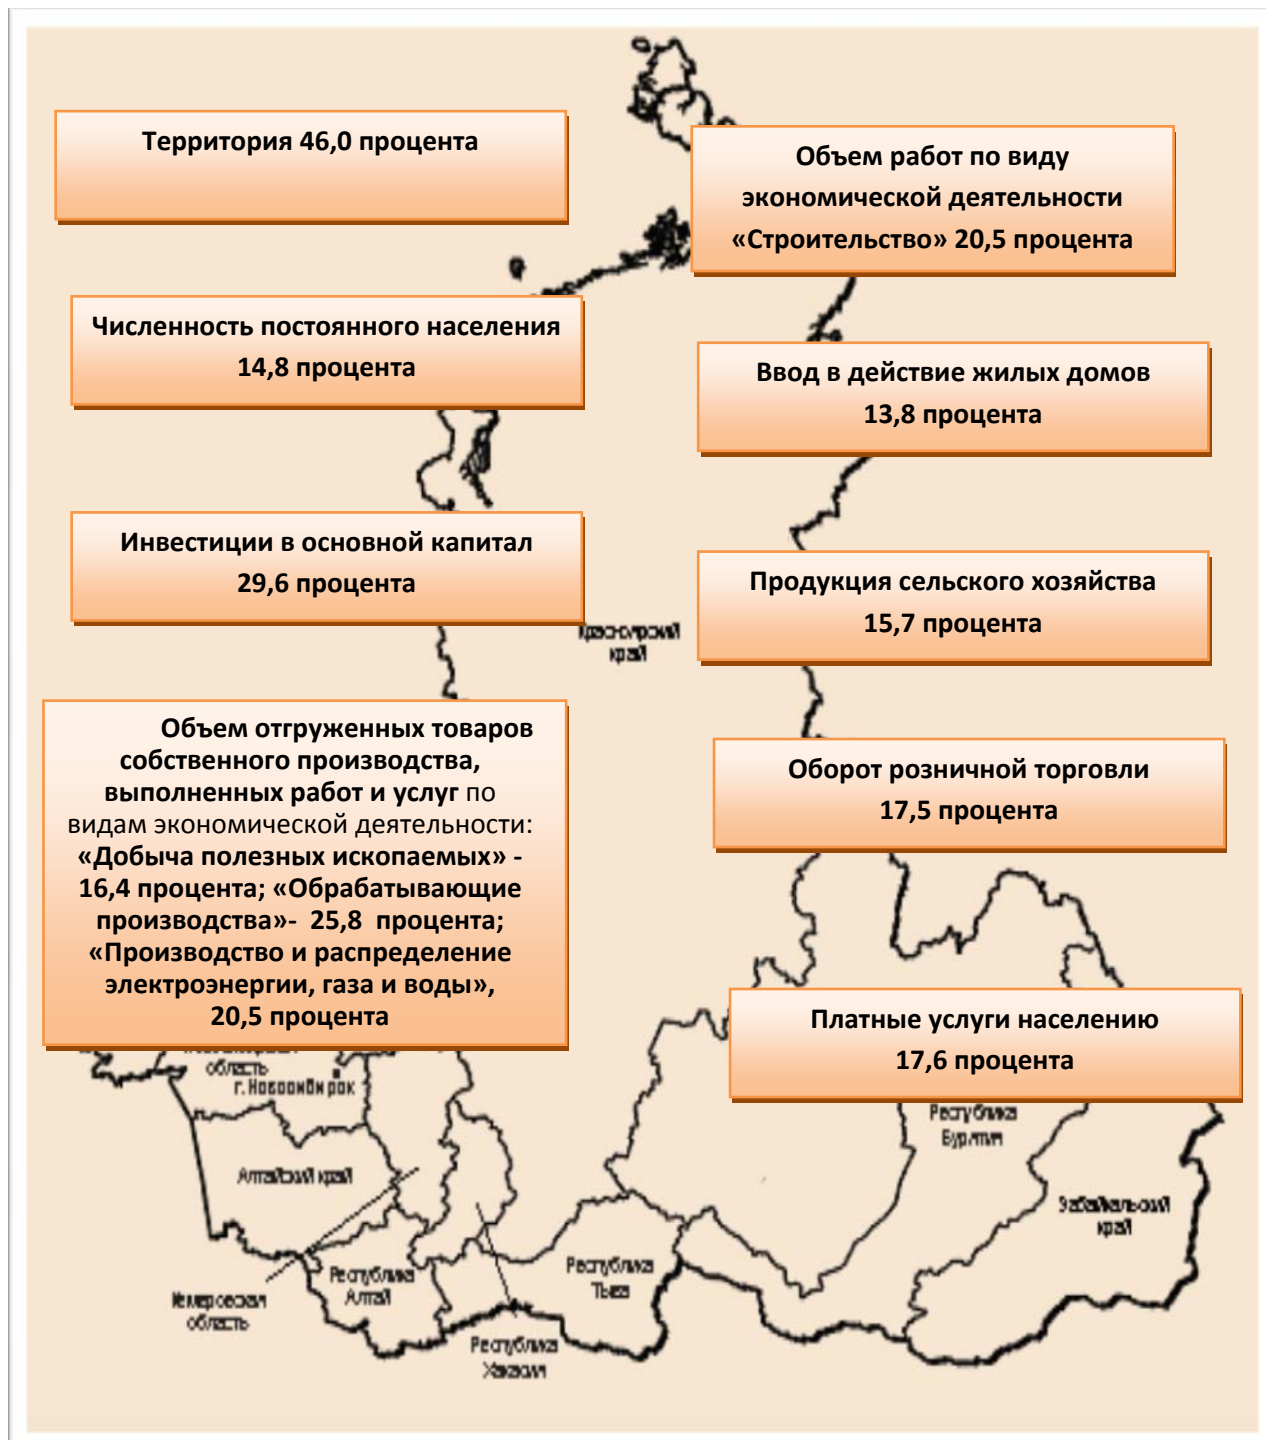 Территория 46,0 процента
Объем работ по виду
экономической деятельности
«Строительство» 20,5 процента
Численность постоянного населения
14,8 процента
Ввод в действие жилых домов
13,8 процента
Инвестиции в основной капитал
29,6 процента
Продукция сельского хозяйства
15,7 процента
край
Объем отгруженных товаров
собственного производства,
выполненных работ и услуг по
видам экономической деятельности:
«Добыча полезных ископаемых» -
16,4 процента; «Обрабатывающие
производства»- 25,8 процента;
«Производство и распределение
электроэнергии, газа и воды»,
20,5 процента
Оборот розничной торговли
17,5 процента
Платные услуги населению
17,6 процента
область
г. Новосибирск
Республика
Бурятия
Алтайский край
Забайкальский
край
Республика
Алтай
Республика
Тыва
Кемеровская
область
Республика
Хакасия